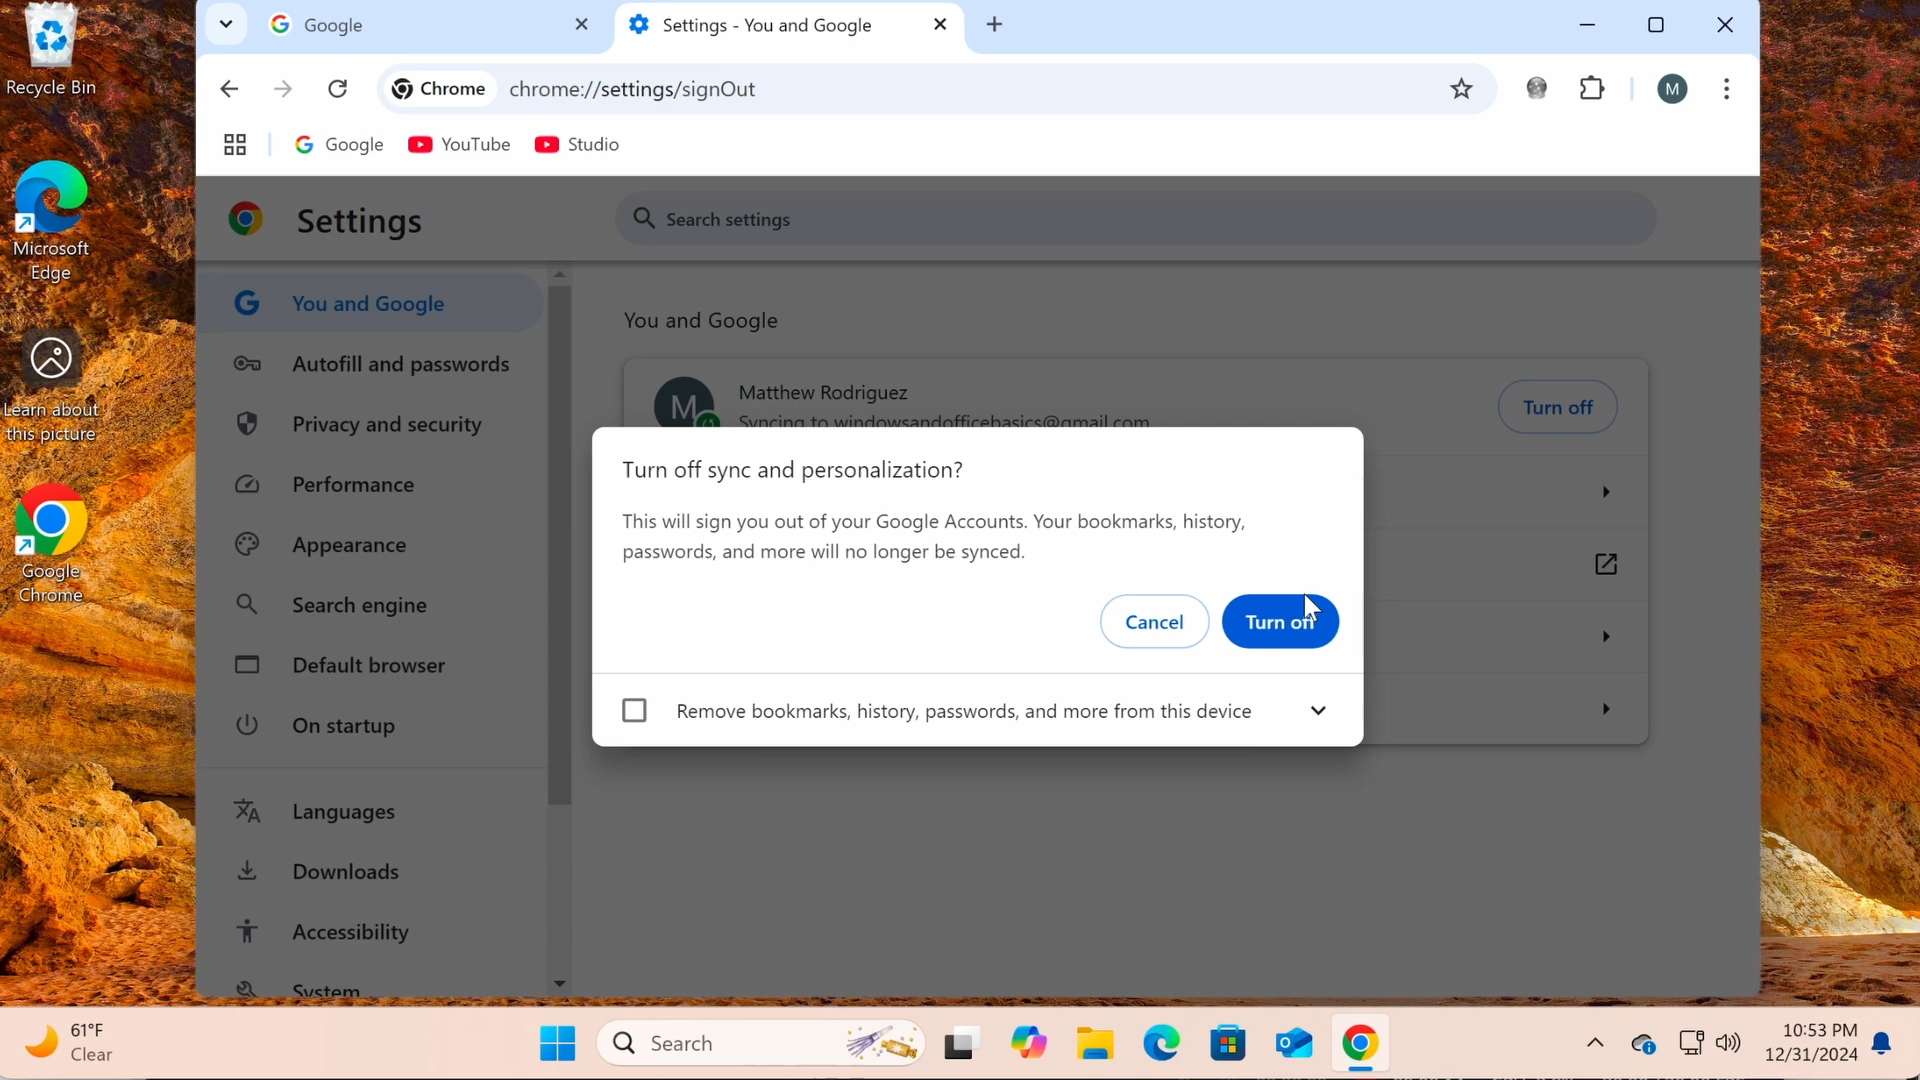 Recycle Bin
Microsoft
Edge
Learn about
this picture
Google
Chrome
Google
Settings - You and Google
Chrome
chrome://settings/signOut
M
Google
YouTube
Studio
Settings
Search settings
You and Google
Autofill and passwords
Privacy and security
Performance
Appearance
Search engine
Default browser
On startup
Languages
Downloads
Accessibility
System
You and Google
M
Matthew Rodriguez
Syncing to windowsandofficebasics@gmail.com
Turn off
Turn off sync and personalization?
This will sign you out of your Google Accounts. Your bookmarks, history,
passwords, and more will no longer be synced.
Cancel
Turn off
Remove bookmarks, history, passwords, and more from this device
61°F
Clear
Search
10:53 PM
12/31/2024